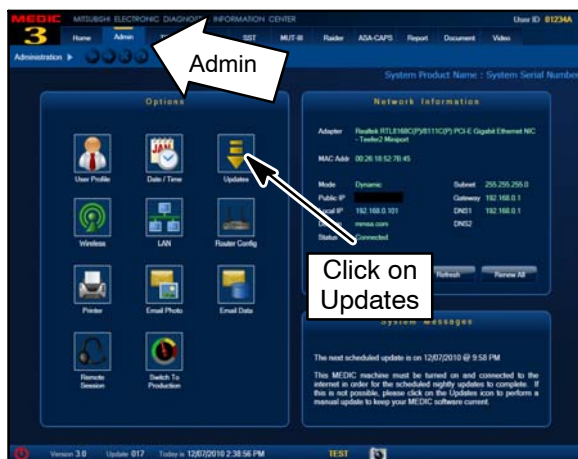 MEDIC MITSUBISHI ELECTRONIC DIAGNOSTIC INFORMATION CENTER User ID 01234A
3 Home Admin SST MUT-III Raider ASA-CAPS Report Document Video
Administration
Admin
System Product Name : System Serial Number
Options
User Profile Date / Time Updates
Wireless LAN Router Config
Printer Email Photo Email Data
Remote Session Switch To Production
Network Information
Adapter Realtek RTL8168C(P)/8111C(P) PCI-E Gigabit Ethernet NIC
- Teefer2 Miniport
MAC Addr 00:26:18:52:7B:45
Mode Dynamic Subnet 255.255.255.0
Public IP Gateway 192.168.0.1
Local IP 192.168.0.101 DNS1 192.168.0.1
mmsa.com DNS2
Status Connected
Refresh Renew All
Click on
Updates
System Messages
The next scheduled update is on 12/07/2010 @ 9:58 PM
This MEDIC machine must be turned on and connected to the
internet in order for the scheduled nightly updates to complete. If
this is not possible, please click on the Updates icon to perform a
manual update to keep your MEDIC software current.
Version 3.0 Update 017 Today is 12/07/2010 2:38:56 PM TEST